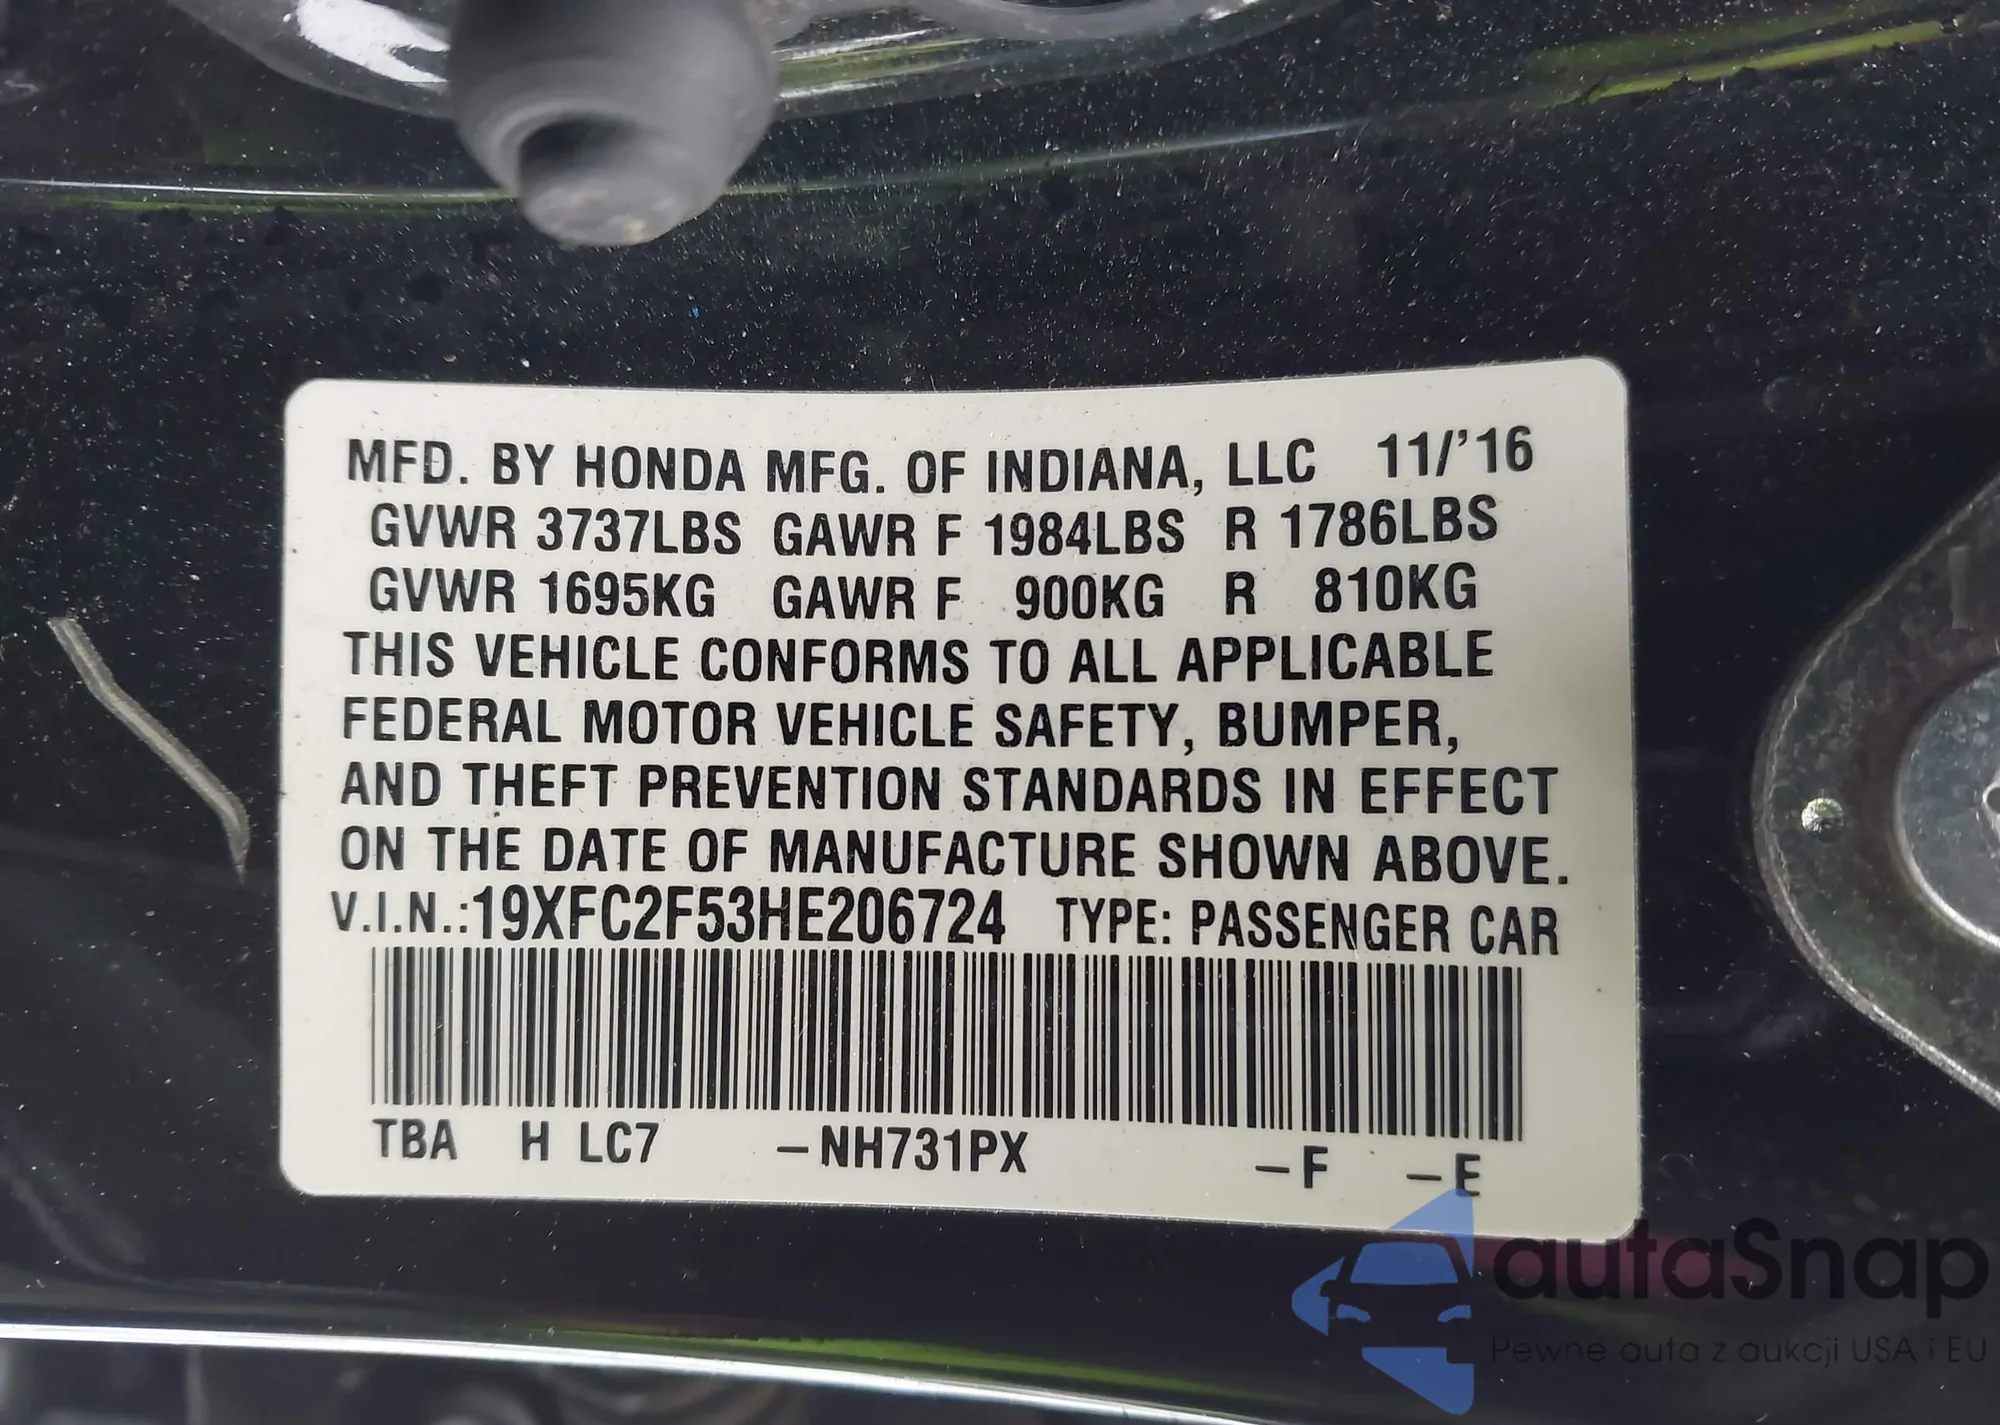 MFD. BY HONDA MFG. OF INDIANA, LLC 11/'16
GVWR 3737LBS GAWR F 1984LBS R 1786LBS
GVWR 1695KG GAWR F 900KG R 810KG
THIS VEHICLE CONFORMS TO ALL APPLICABLE
FEDERAL MOTOR VEHICLE SAFETY, BUMPER,
AND THEFT PREVENTION STANDARDS IN EFFECT
ON THE DATE OF MANUFACTURE SHOWN ABOVE.
V.I.N.:19XFC2F53HE206724 TYPE: PASSENGER CAR
TBA H LC7 –NH731PX –F –E
autaSnap
Pewne auta z aukcji USA i EU